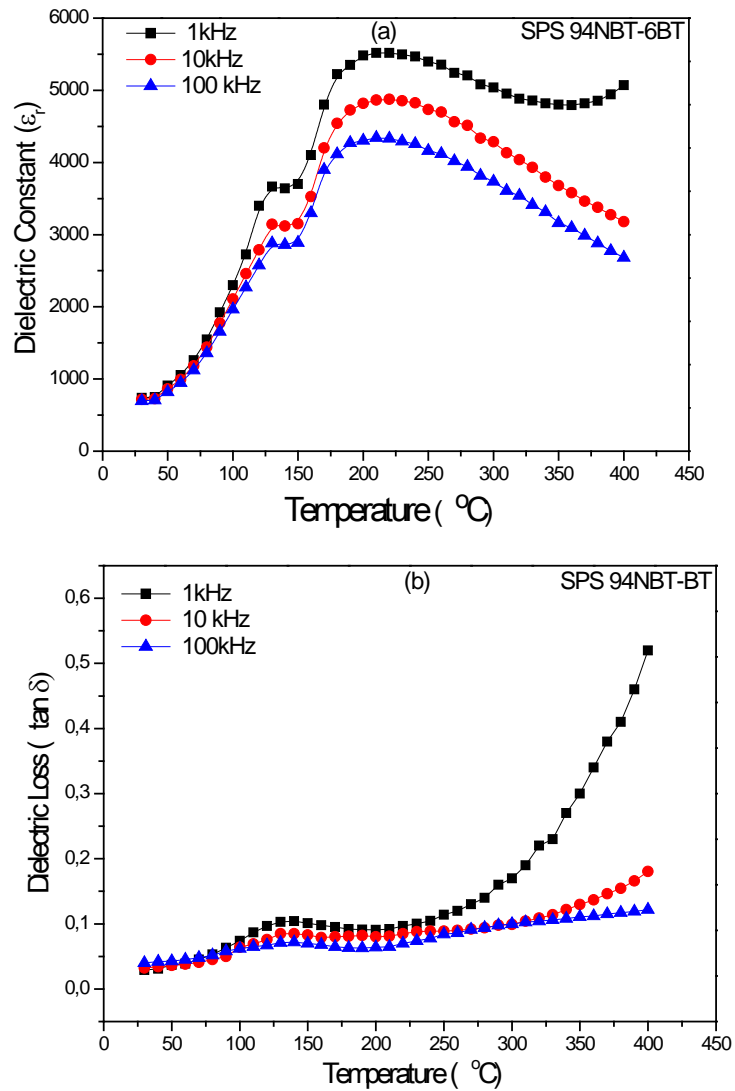 (a)
SPS 94NBT-6BT
1kHz
10kHz
100 kHz
Dielectric Constant (εr)
6000
5000
4000
3000
2000
1000
0
0 50 100 150 200 250 300 350 400 450
Temperature ( °C)
(b)
SPS 94NBT-BT
1kHz
10 kHz
100kHz
Dielectric Loss ( tan δ)
0,6
0,5
0,4
0,3
0,2
0,1
0,0
0 50 100 150 200 250 300 350 400 450
Temperature ( °C)